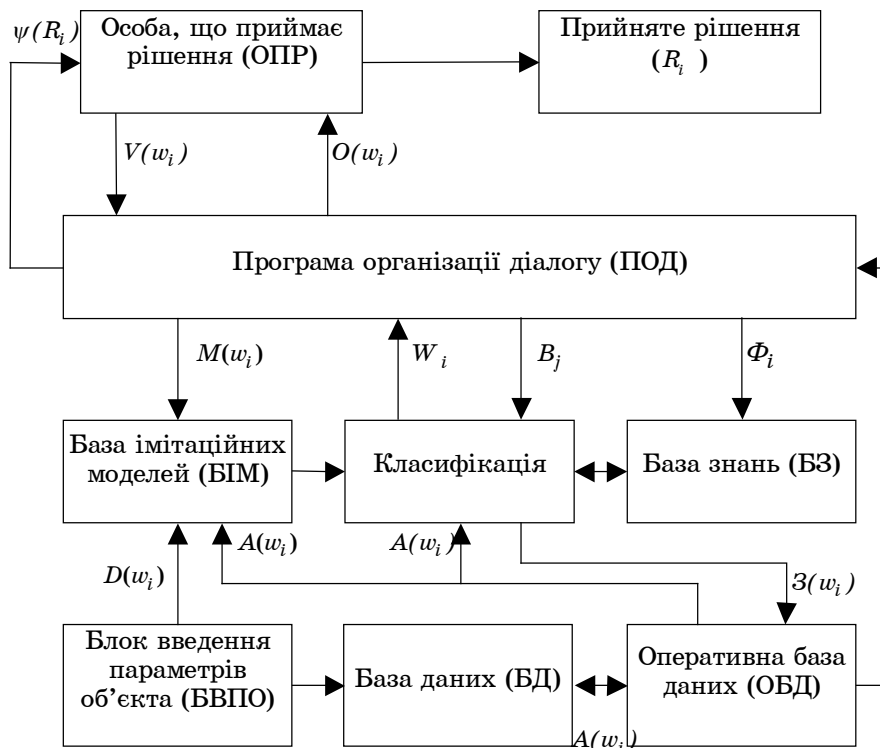 ψ(Rᵢ)
Особа, що приймає
рішення (ОПР)
Прийняте рішення
(Rᵢ )
V(wᵢ)
O(wᵢ)
Програма організації діалогу (ПОД)
M(wᵢ)
W ᵢ
Bⱼ
Фᵢ
База імітаційних
моделей (БІМ)
Класифікація
База знань (БЗ)
D(wᵢ)
A(wᵢ)
A(wᵢ)
З(wᵢ)
Блок введення
параметрів
об’єкта (БВПО)
База даних (БД)
Оперативна база
даних (ОБД)
A(wᵢ)